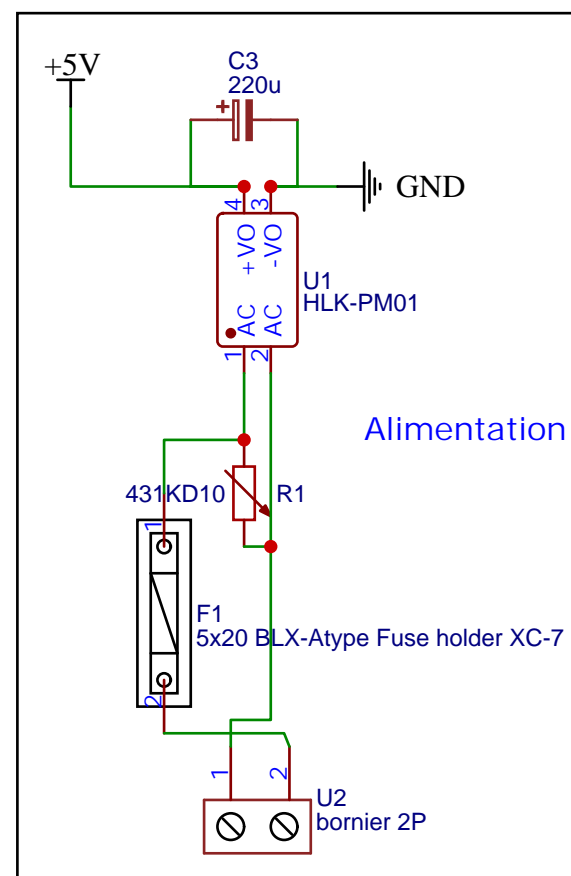 +5V
C3
220u
+
GND
4
3
+VO
-VO
U1
HLK-PM01
AC
AC
1
2
Alimentation
431KD10
R1
1
F1
5x20 BLX-Atype Fuse holder XC-7
2
1
2
U2
bornier 2P